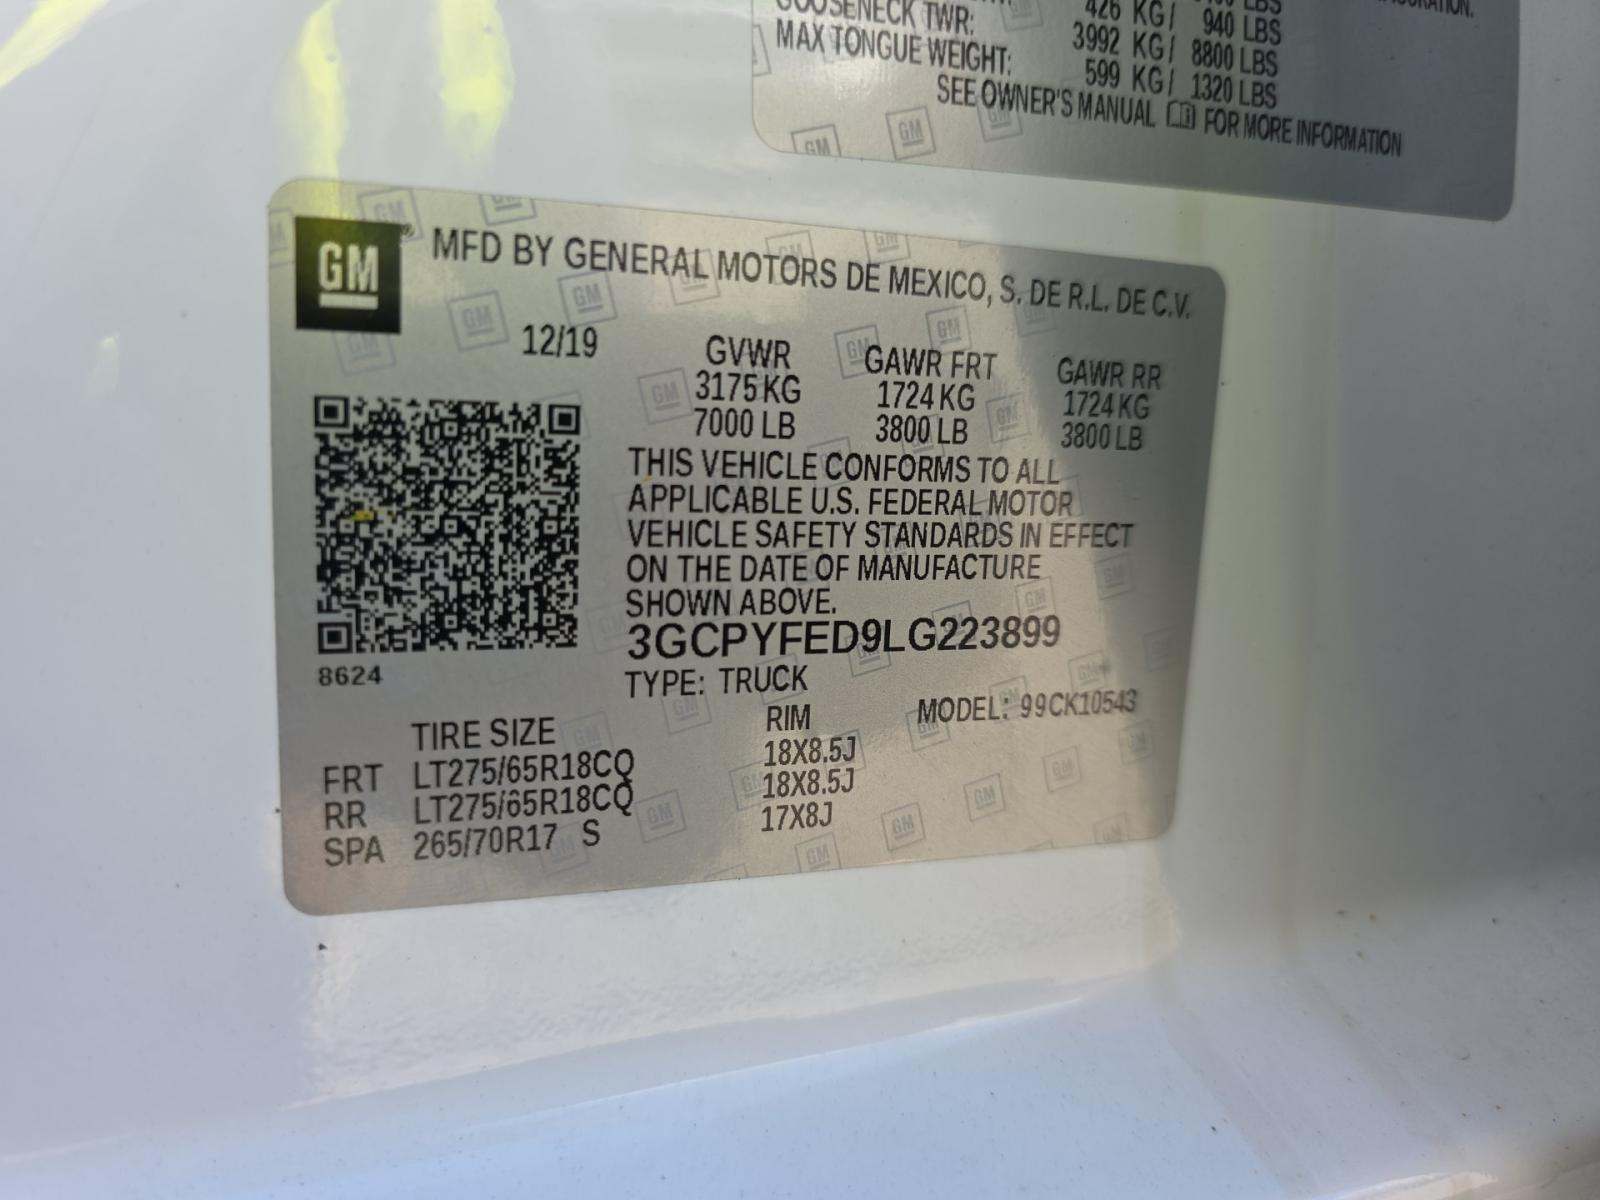 GOOSENECK TWR: 426 KG/ 940 LBS
MAX TONGUE WEIGHT: 3992 KG/ 8800 LBS
599 KG/ 1320 LBS
SEE OWNER'S MANUAL FOR MORE INFORMATION
GM® MFD BY GENERAL MOTORS DE MEXICO, S. DE R.L. DE C.V.
12/19 GVWR GAWR FRT GAWR RR
3175 KG 1724 KG 1724 KG
7000 LB 3800 LB 3800 LB
THIS VEHICLE CONFORMS TO ALL
APPLICABLE U.S. FEDERAL MOTOR
VEHICLE SAFETY STANDARDS IN EFFECT
ON THE DATE OF MANUFACTURE
SHOWN ABOVE.
3GCPYFED9LG223899
8624
TYPE: TRUCK
MODEL: 99CK10543
TIRE SIZE RIM
FRT LT275/65R18CQ 18X8.5J
RR LT275/65R18CQ 18X8.5J
SPA 265/70R17 S 17X8J